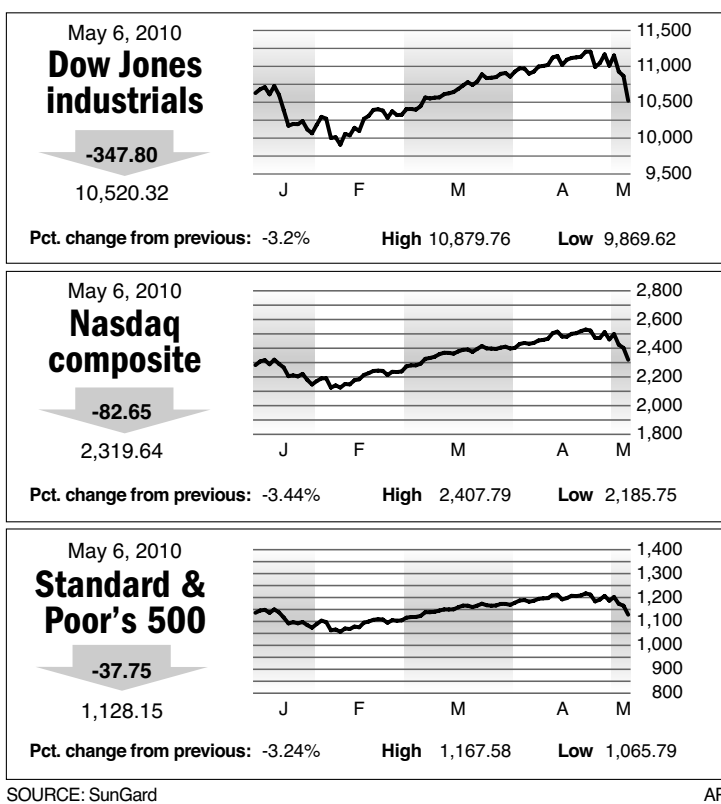 May 6, 2010
Dow Jones
industrials
-347.80
10,520.32
11,500
11,000
10,500
10,000
9,500
J F M A M
Pct. change from previous: -3.2% High 10,879.76 Low 9,869.62
May 6, 2010
Nasdaq
composite
-82.65
2,319.64
2,800
2,600
2,400
2,200
2,000
1,800
J F M A M
Pct. change from previous: -3.44% High 2,407.79 Low 2,185.75
May 6, 2010
Standard &
Poor's 500
-37.75
1,128.15
1,400
1,300
1,200
1,100
1,000
900
800
J F M A M
Pct. change from previous: -3.24% High 1,167.58 Low 1,065.79
SOURCE: SunGard AP